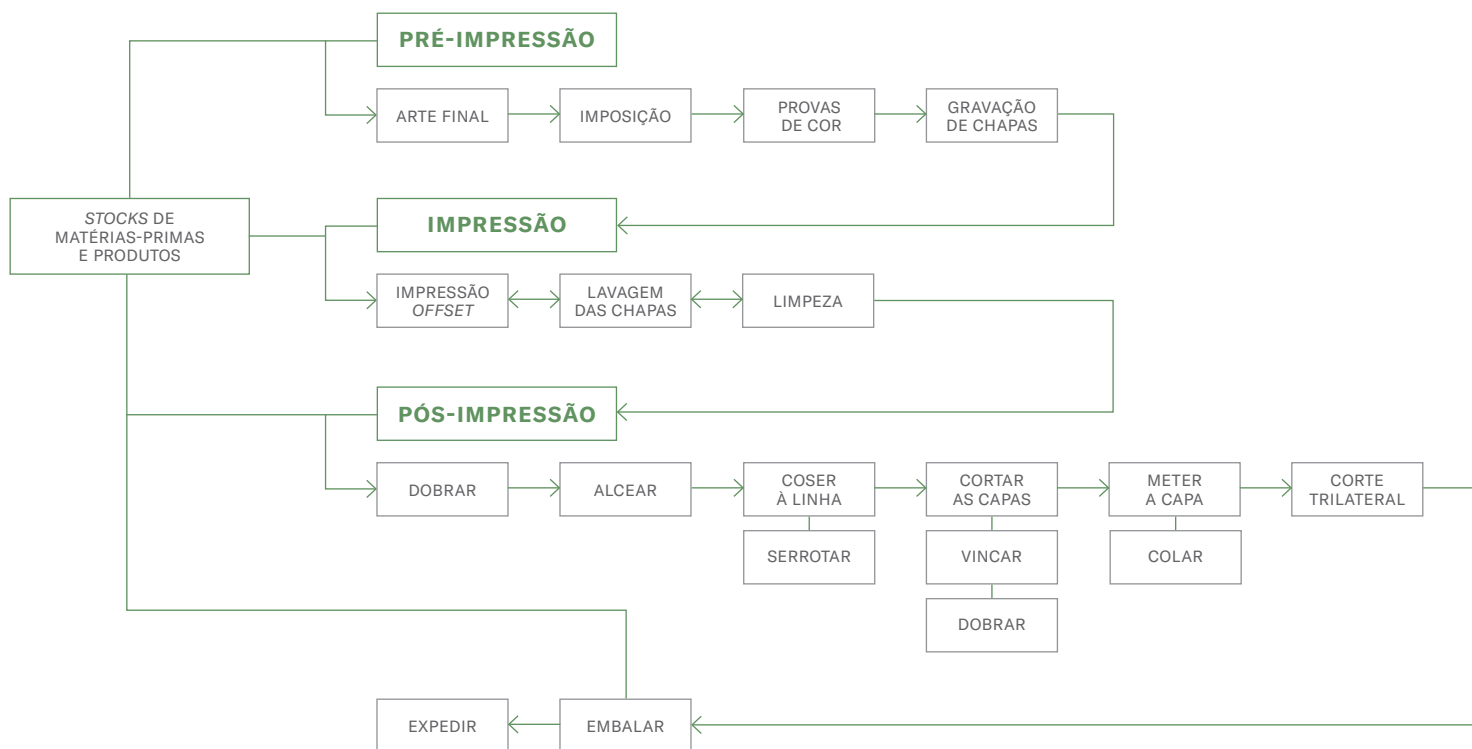 PRÉ-IMPRESSÃO
ARTE FINAL
IMPOSIÇÃO
PROVAS
DE COR
GRAVAÇÃO
DE CHAPAS
STOCKS DE
MATÉRIAS-PRIMAS
E PRODUTOS
IMPRESSÃO
IMPRESSÃO
OFFSET
LAVAGEM
DAS CHAPAS
LIMPEZA
PÓS-IMPRESSÃO
DOBRAR
ALCEAR
COSER
À LINHA
CORTAR
AS CAPAS
METER
A CAPA
CORTE
TRILATERAL
SERROTAR
VINCAR
COLAR
DOBRAR
EXPEDIR
EMBALAR